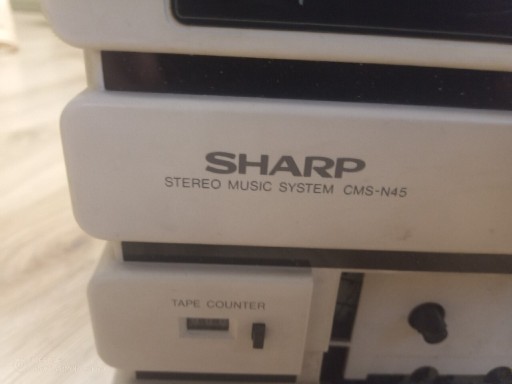 SHARP
STEREO MUSIC SYSTEM CMS-N45
TAPE COUNTER